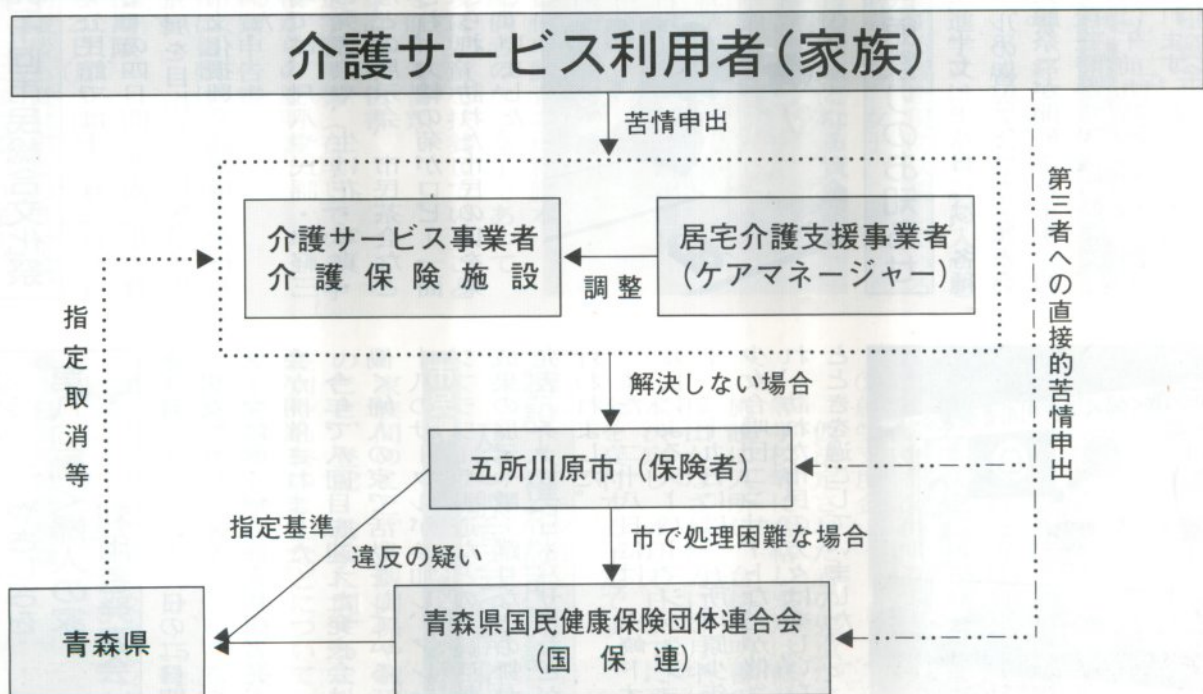 介護サービス利用者(家族)
苦情申出
第三者への直接的苦情申出
介護サービス事業者
介護保険施設
調整
居宅介護支援事業者
(ケアマネージャー)
指定取消等
解決しない場合
五所川原市(保険者)
指定基準
違反の疑い
市で処理困難な場合
青森県
青森県国民健康保険団体連合会
(国保連)